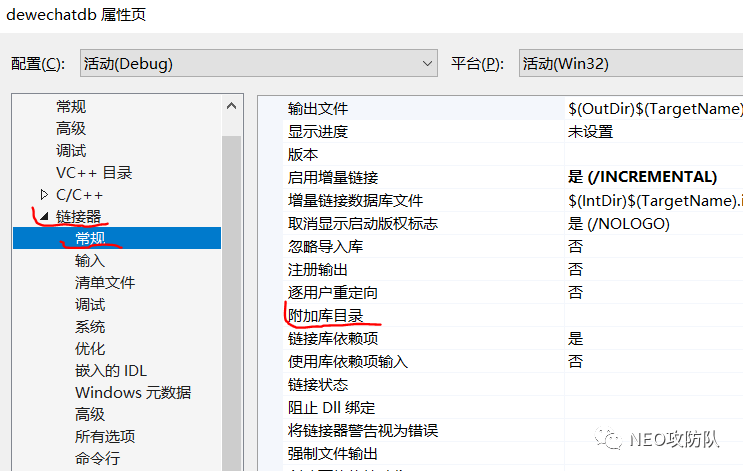 dewechatdb 属性页
配置(C): 活动(Debug) 平台(P): 活动(Win32)
常规
高级
调试
VC++ 目录
C/C++
链接器
常规
输入
清单文件
调试
系统
优化
嵌入的 IDL
Windows 元数据
高级
所有选项
命令行
输出文件 $(OutDir)$(TargetName)
显示进度 未设置
版本
启用增量链接 是 (/INCREMENTAL)
增量链接数据库文件 $(IntDir)$(TargetName).i
取消显示启动版权标志 是 (/NOLOGO)
忽略导入库 否
注册输出 否
逐用户重定向 否
附加库目录
链接库依赖项 是
使用库依赖项输入 否
链接状态
阻止 Dll 绑定
将链接器警告视为错误
强制文件输出
NEO攻防队